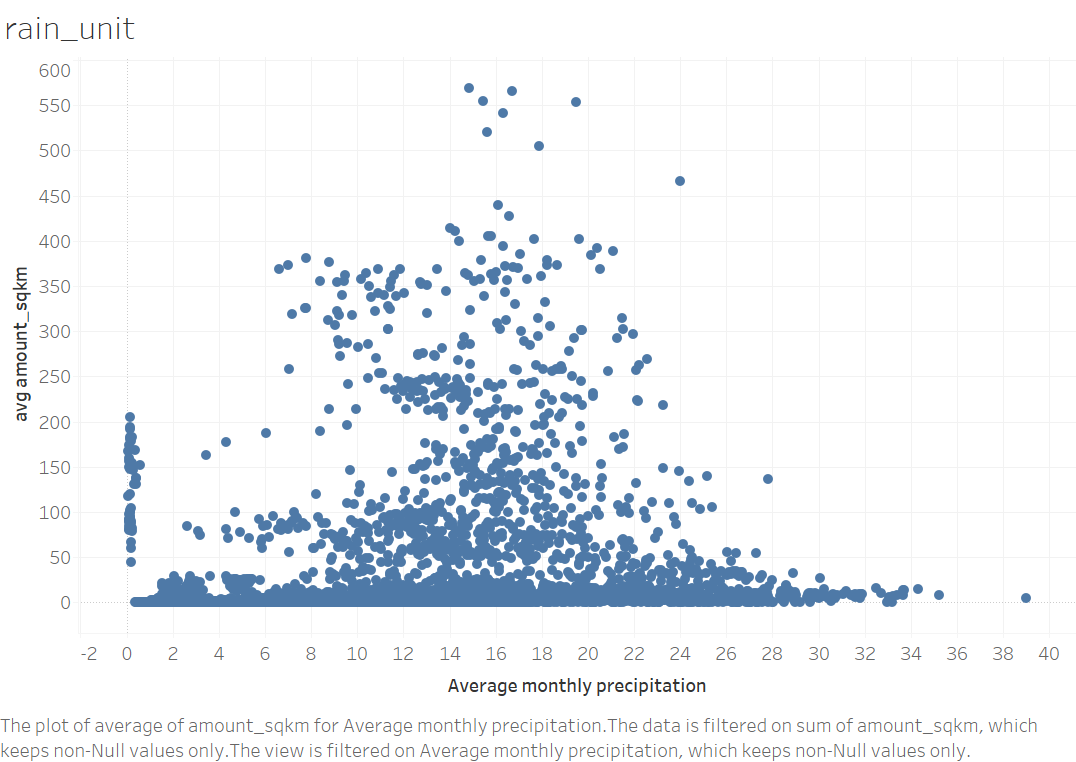 rain_unit
600
550
500
450
400
350
300
250
200
150
100
50
0
avg amount_sqkm
-2 0 2 4 6 8 10 12 14 16 18 20 22 24 26 28 30 32 34 36 38 40
Average monthly precipitation
The plot of average of amount_sqkm for Average monthly precipitation.The data is filtered on sum of amount_sqkm, which
keeps non-Null values only.The view is filtered on Average monthly precipitation, which keeps non-Null values only.